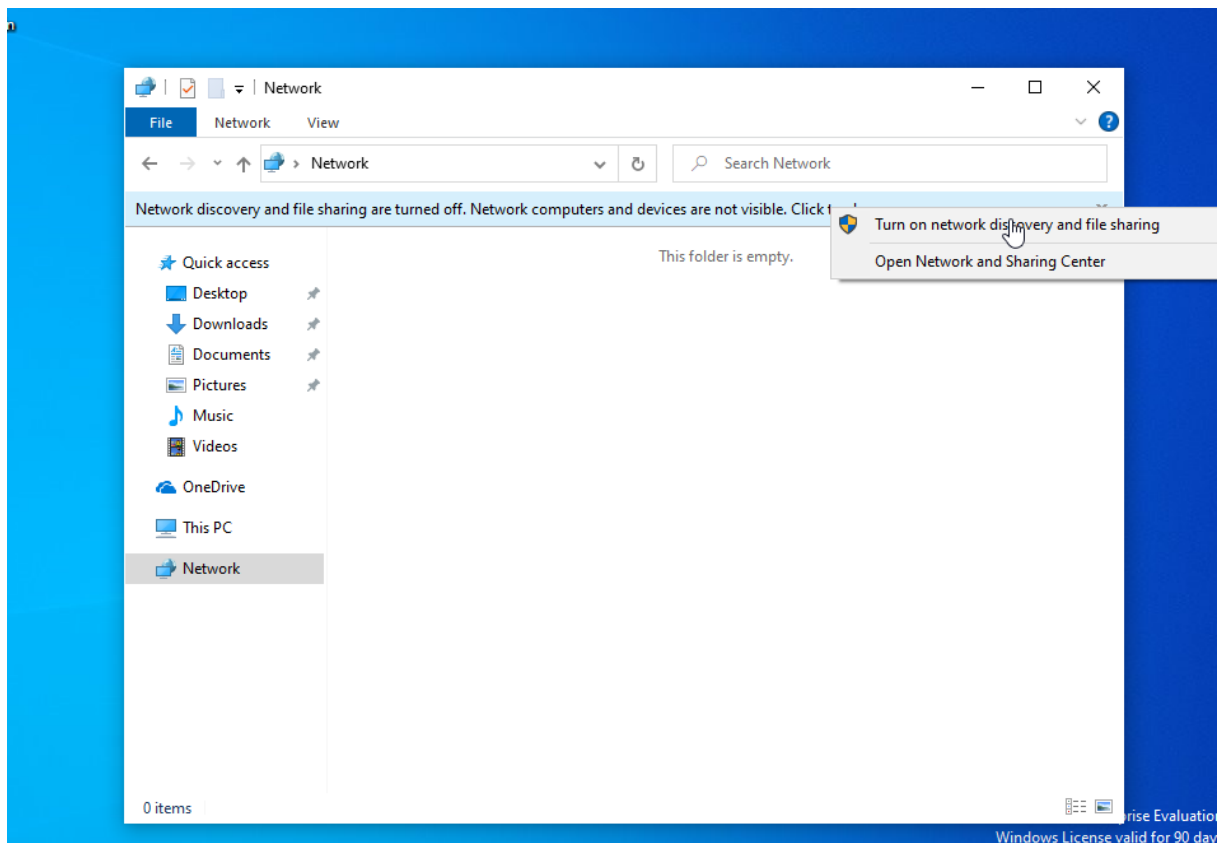 Network
File Network View
Network
Search Network
Network discovery and file sharing are turned off. Network computers and devices are not visible. Click
Turn on network discovery and file sharing
Open Network and Sharing Center
This folder is empty.
Quick access
Desktop
Downloads
Documents
Pictures
Music
Videos
OneDrive
This PC
Network
0 items
rise Evaluation
Windows License valid for 90 day